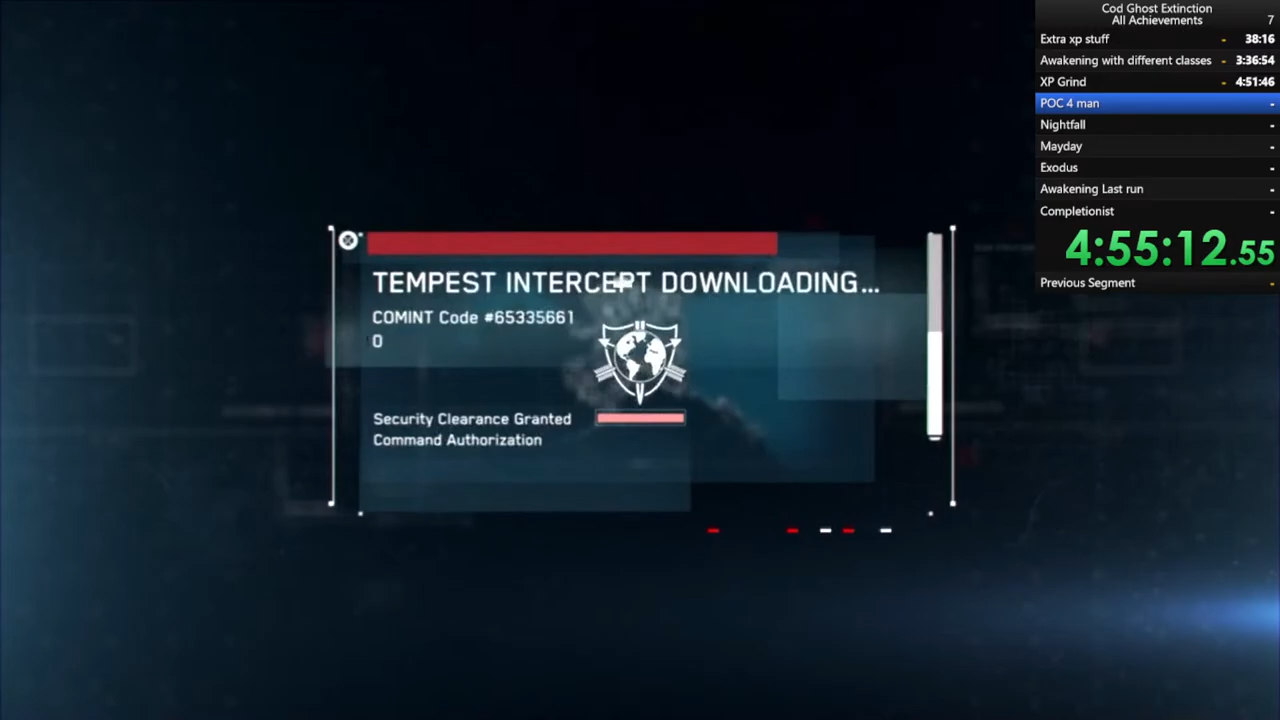 Cod Ghost Extinction
All Achievements 7
Extra xp stuff - 38:16
Awakening with different classes - 3:36:54
XP Grind - 4:51:46
POC 4 man -
Nightfall -
Mayday -
Exodus -
Awakening Last run -
Completionist -
4:55:12.55
Previous Segment -
TEMPEST INTERCEPT DOWNLOADING...
COMINT Code #65335661
0
Security Clearance Granted
Command Authorization